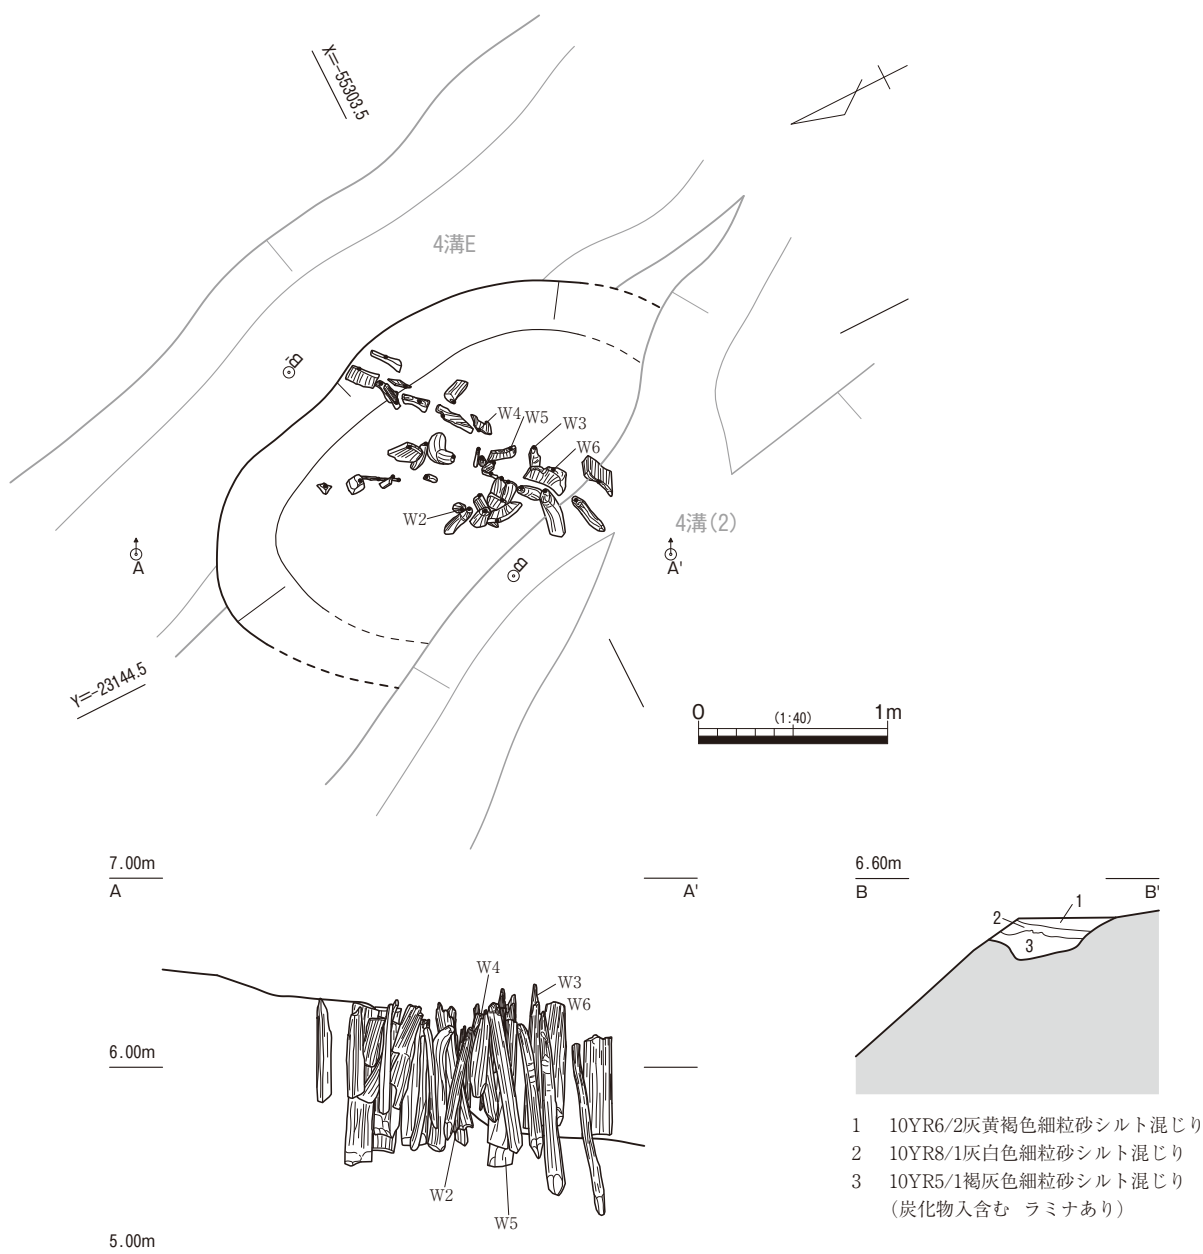 X=-55303.5
4溝E
B'
W4
W5
W3
W6
W2
4溝(2)
A
A'
B
Y=-23144.5
0
(1:40)
1m
7.00m
A
A'
6.60m
B
B'
1
2
3
W4
W3
W6
6.00m
W2
W5
5.00m
1 10YR6/2灰黄褐色細粒砂シルト混じり
2 10YR8/1灰白色細粒砂シルト混じり
3 10YR5/1褐灰色細粒砂シルト混じり
(炭化物入含む ラミナあり)